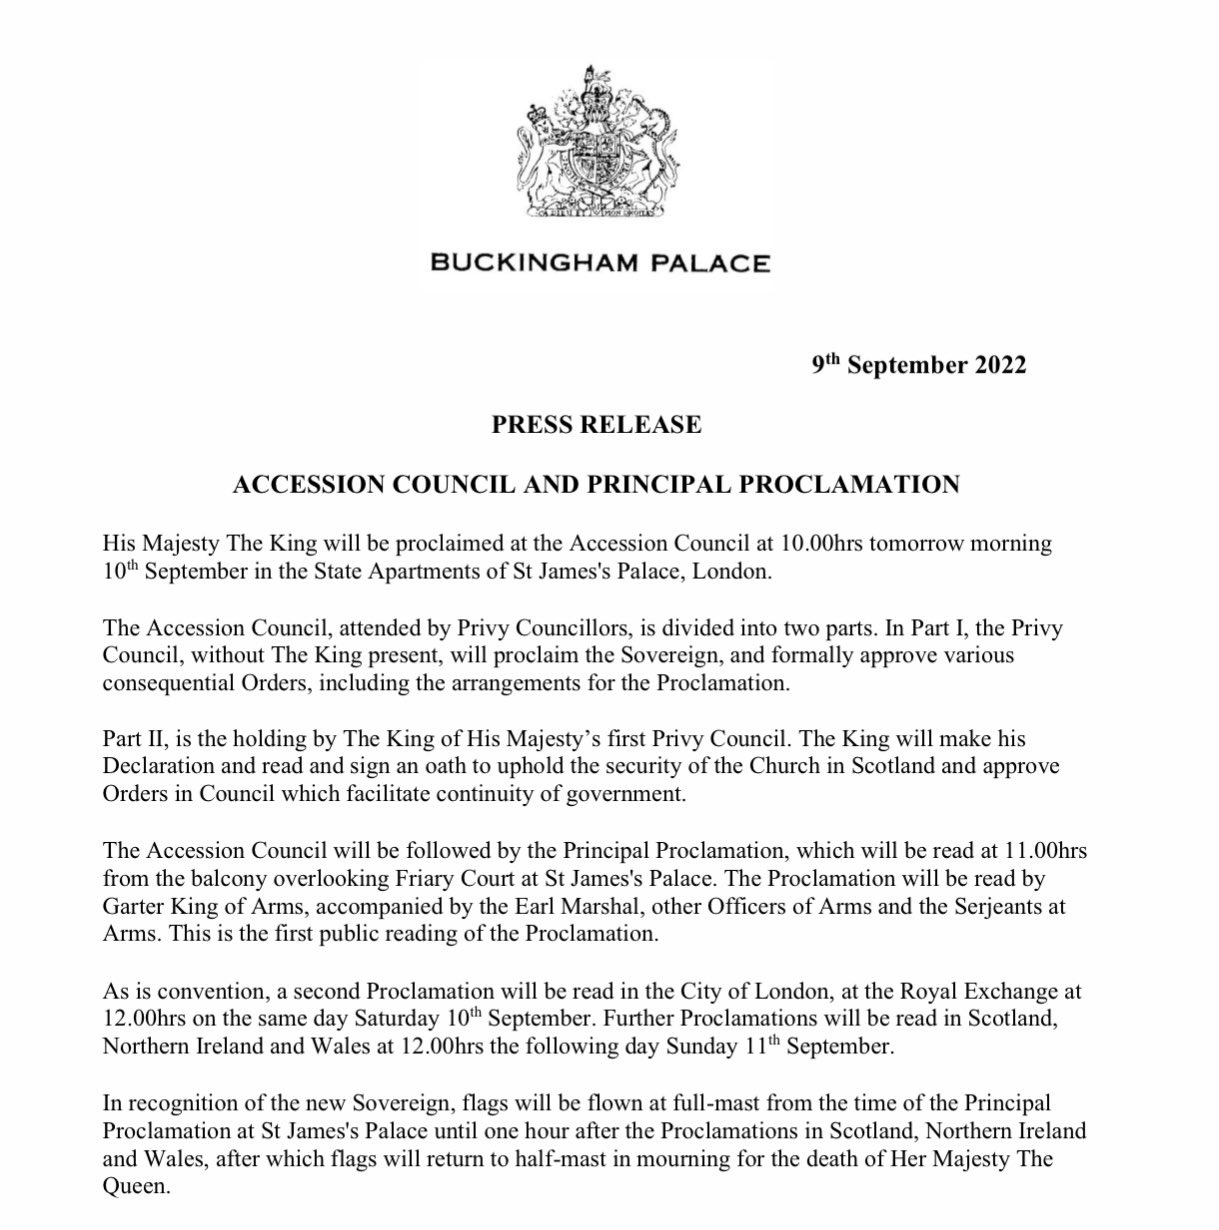 BUCKINGHAM PALACE
9th September 2022
PRESS RELEASE
ACCESSION COUNCIL AND PRINCIPAL PROCLAMATION
His Majesty The King will be proclaimed at the Accession Council at 10.00hrs tomorrow morning
10th September in the State Apartments of St James's Palace, London.
The Accession Council, attended by Privy Councillors, is divided into two parts. In Part I, the Privy
Council, without The King present, will proclaim the Sovereign, and formally approve various
consequential Orders, including the arrangements for the Proclamation.
Part II, is the holding by The King of His Majesty’s first Privy Council. The King will make his
Declaration and read and sign an oath to uphold the security of the Church in Scotland and approve
Orders in Council which facilitate continuity of government.
The Accession Council will be followed by the Principal Proclamation, which will be read at 11.00hrs
from the balcony overlooking Friary Court at St James's Palace. The Proclamation will be read by
Garter King of Arms, accompanied by the Earl Marshal, other Officers of Arms and the Serjeants at
Arms. This is the first public reading of the Proclamation.
As is convention, a second Proclamation will be read in the City of London, at the Royal Exchange at
12.00hrs on the same day Saturday 10th September. Further Proclamations will be read in Scotland,
Northern Ireland and Wales at 12.00hrs the following day Sunday 11th September.
In recognition of the new Sovereign, flags will be flown at full-mast from the time of the Principal
Proclamation at St James's Palace until one hour after the Proclamations in Scotland, Northern Ireland
and Wales, after which flags will return to half-mast in mourning for the death of Her Majesty The
Queen.